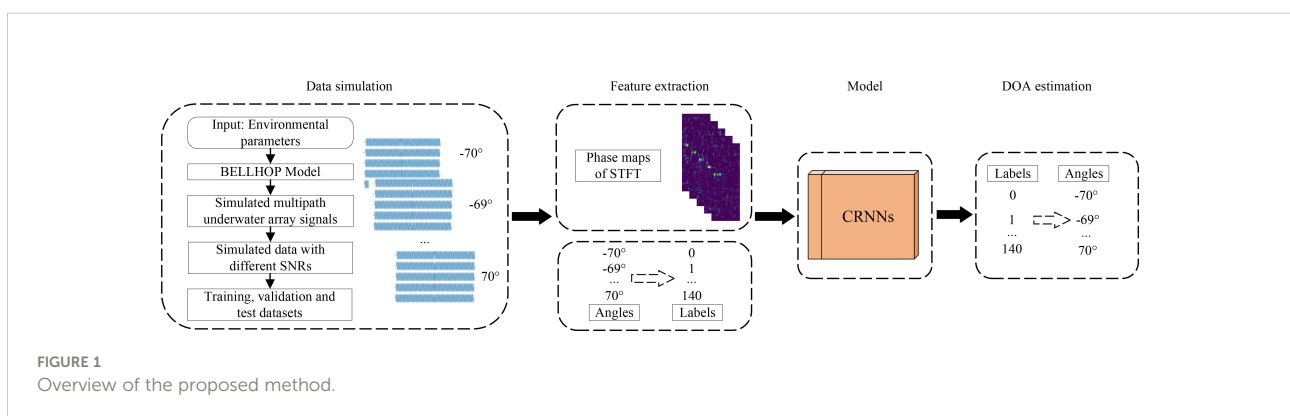 Data simulation
Input: Environmental
parameters
BELLHOP Model
Simulated multipath
underwater array signals
Simulated data with
different SNRs
Training, validation and
test datasets
-70°
-69°
...
70°
Feature extraction
Phase maps
of STFT
-70° 0
-69° 1
... ...
70° 140
Angles Labels
Model
CRNNs
DOA estimation
Labels Angles
0 -70°
1 -69°
... ...
140 70°
FIGURE 1
Overview of the proposed method.